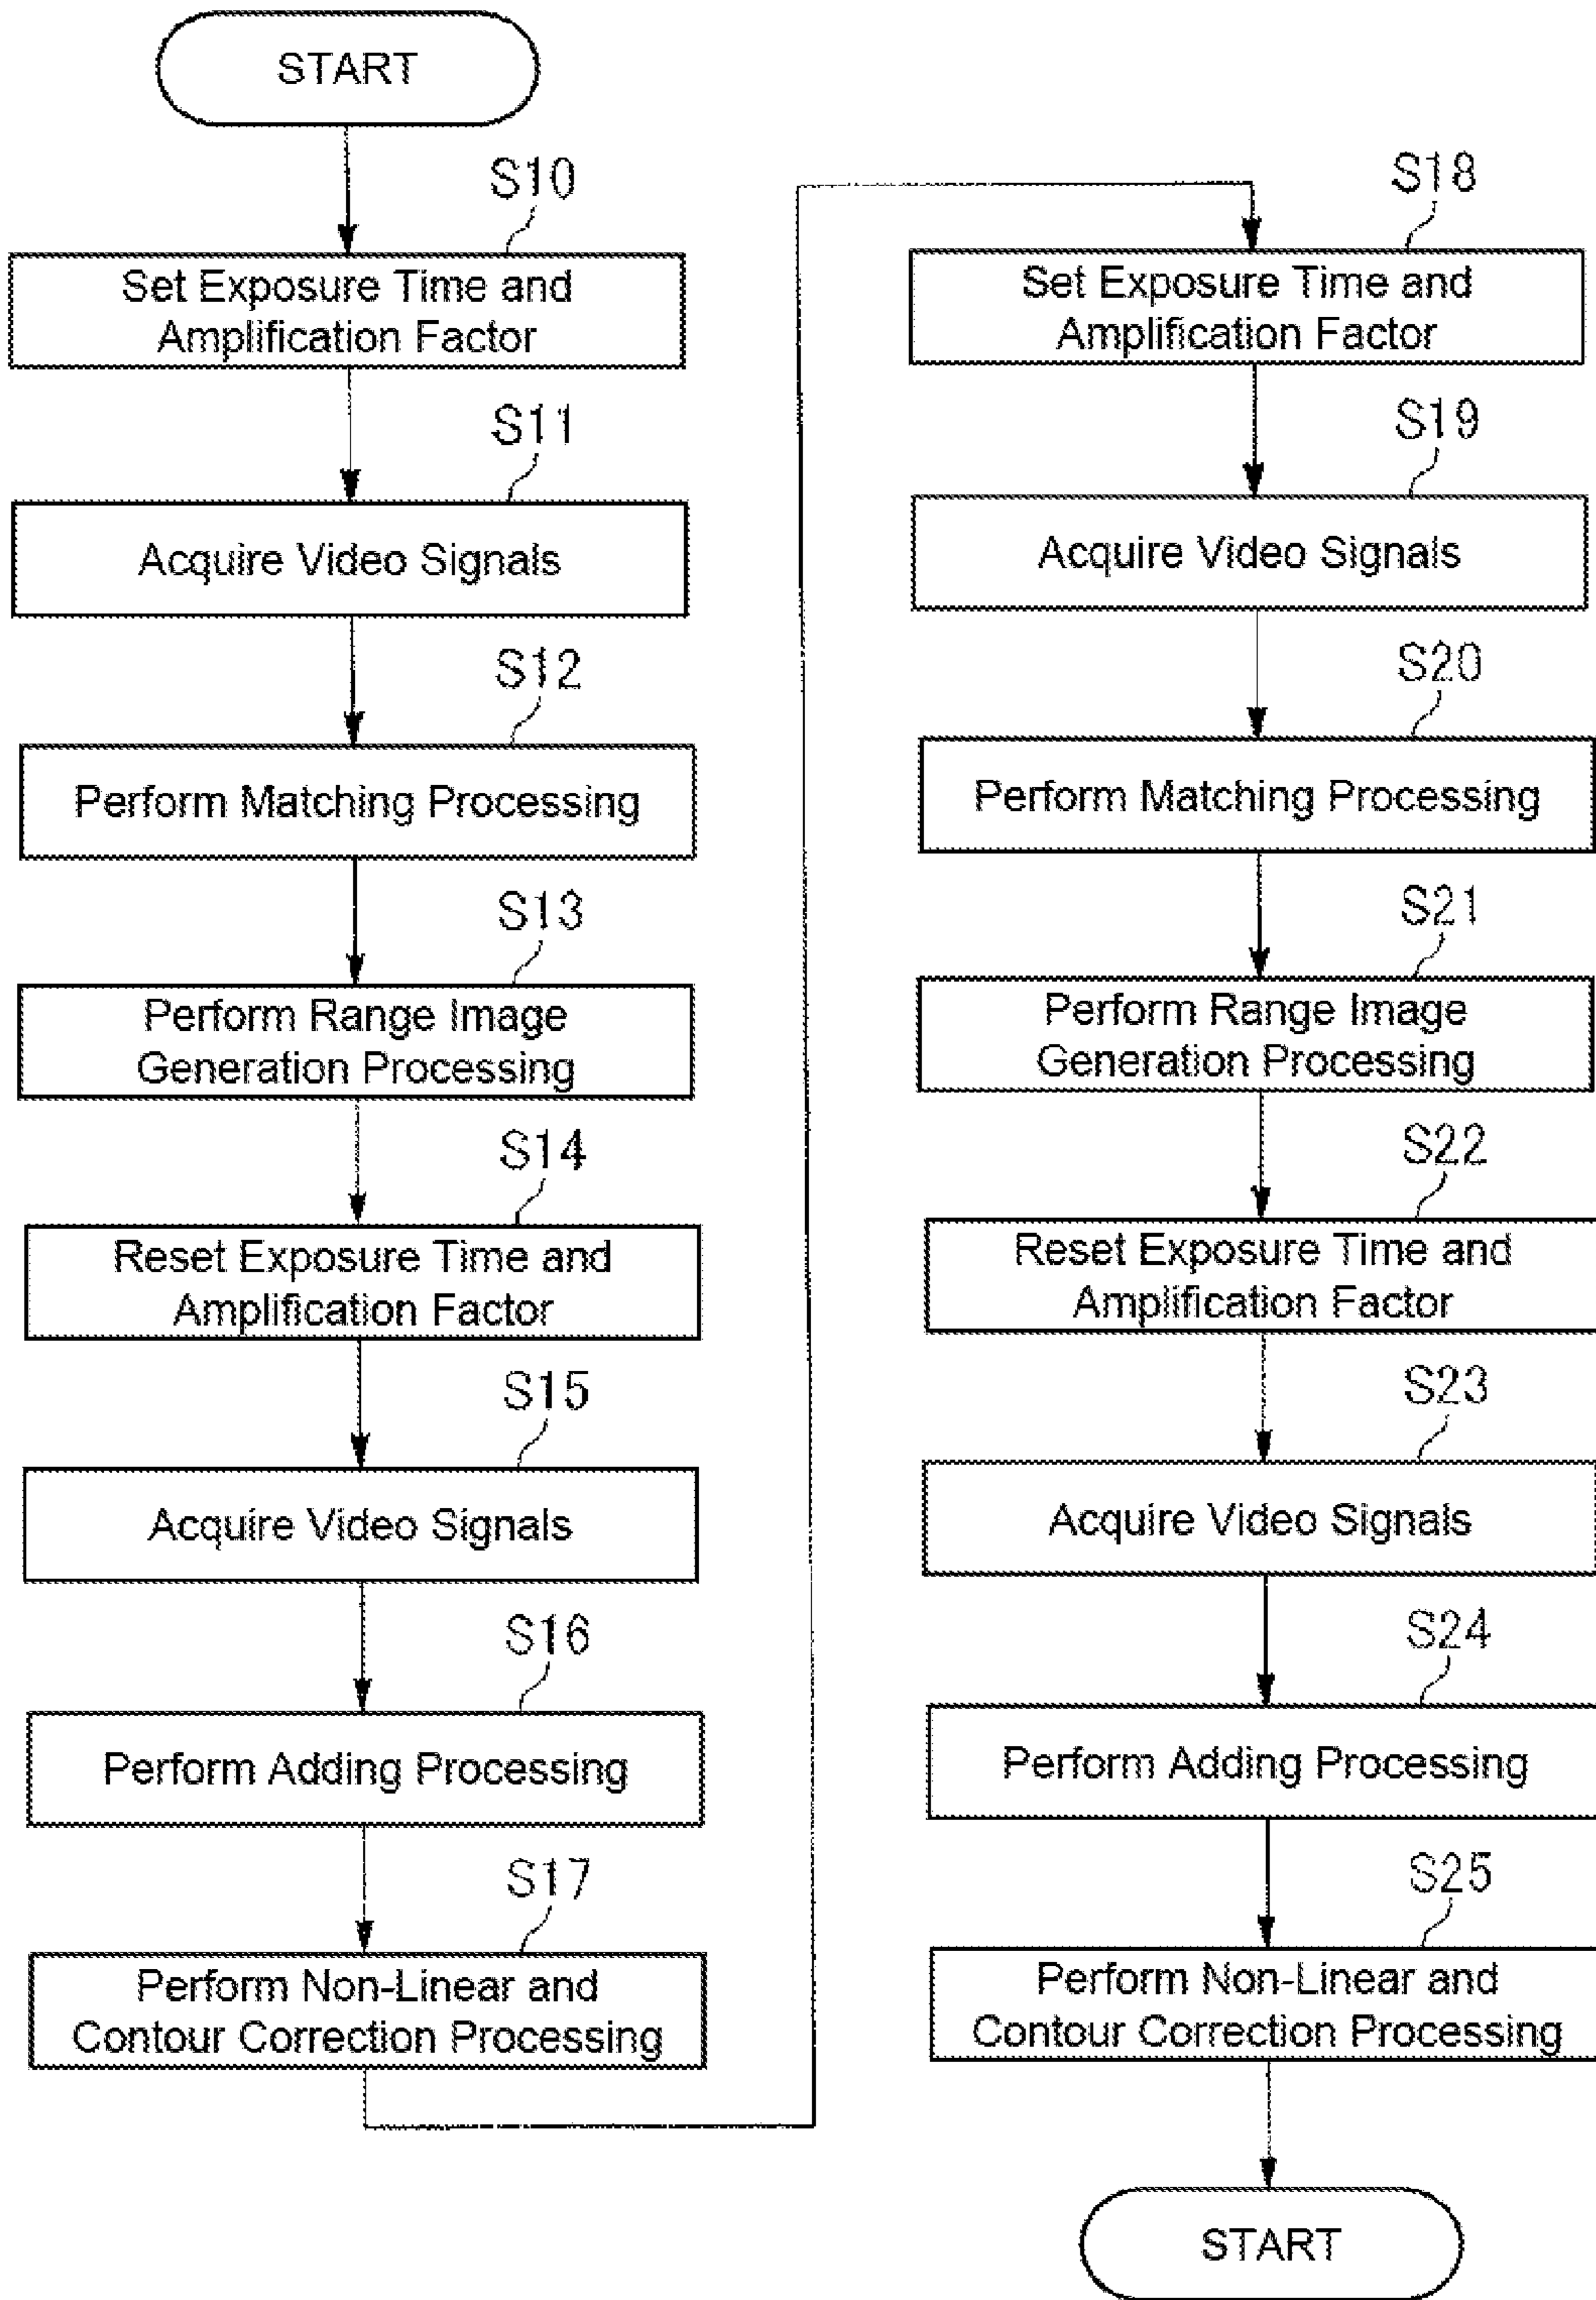 START
S10
Set Exposure Time and
Amplification Factor
S11
Acquire Video Signals
S12
Perform Matching Processing
S13
Perform Range Image
Generation Processing
S14
Reset Exposure Time and
Amplification Factor
S15
Acquire Video Signals
S16
Perform Adding Processing
S17
Perform Non-Linear and
Contour Correction Processing
S18
Set Exposure Time and
Amplification Factor
S19
Acquire Video Signals
S20
Perform Matching Processing
S21
Perform Range Image
Generation Processing
S22
Reset Exposure Time and
Amplification Factor
S23
Acquire Video Signals
S24
Perform Adding Processing
S25
Perform Non-Linear and
Contour Correction Processing
START